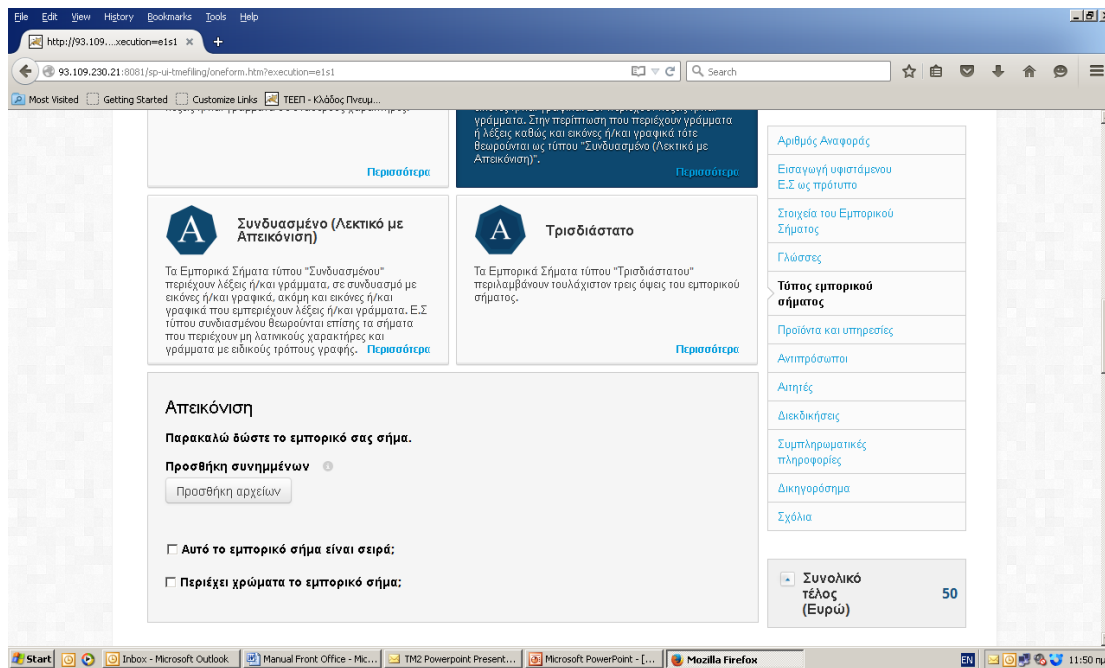 File Edit View History Bookmarks Tools Help
http://93.109....xecution=e1s1
93.109.230.21:8081/sp-ui-tmefiling/oneform.htm?execution=e1s1
Search
Most Visited Getting Started Customize Links ΤΕΕΠ - Κλάδος Πνευμ...
γράμματα. Στην περίπτωση που περιέχουν γράμματα
ή λέξεις καθώς και εικόνες ή/και γραφικά τότε
θεωρούνται ως τύπου "Συνδυασμένο (Λεκτικό με
Απεικόνιση)".
Περισσότερα
Περισσότερα
A
Συνδυασμένο (Λεκτικό με
Απεικόνιση)
Τα Εμπορικά Σήματα τύπου "Συνδυασμένου"
περιέχουν λέξεις ή/και γράμματα, σε συνδυασμό με
εικόνες ή/και γραφικά, ακόμη και εικόνες ή/και
γραφικά που εμπεριέχουν λέξεις ή/και γράμματα. Ε.Σ
τύπου συνδιασμένου θεωρούνται επίσης τα σήματα
που περιέχουν μη λατινικούς χαρακτήρες και
γράμματα με ειδικούς τρόπους γραφής. Περισσότερα
A
Τρισδιάστατο
Τα Εμπορικά Σήματα τύπου "Τρισδιάστατου"
περιλαμβάνουν τουλάχιστον τρεις όψεις του εμπορικού
σήματος.
Περισσότερα
Απεικόνιση
Παρακαλώ δώστε το εμπορικό σας σήμα.
Προσθήκη συνημμένων
Προσθήκη αρχείων
Αυτό το εμπορικό σήμα είναι σειρά;
Περιέχει χρώματα το εμπορικό σήμα;
Αριθμός Αναφοράς
Εισαγωγή υφιστάμενου
Ε.Σ ως πρότυπο
Στοιχεία του Εμπορικού
Σήματος
Γλώσσες
Τύπος εμπορικού
σήματος
Προϊόντα και υπηρεσίες
Αντιπρόσωποι
Αιτητές
Διεκδικήσεις
Συμπληρωματικές
πληροφορίες
Δικηγορόσημα
Σχόλια
Συνολικό
τέλος
(Ευρώ)
50
Start Inbox - Microsoft Outlook Manual Front Office - Mic... TM2 Powerpoint Present... Microsoft PowerPoint - [... Mozilla Firefox EN 11:50 πμ